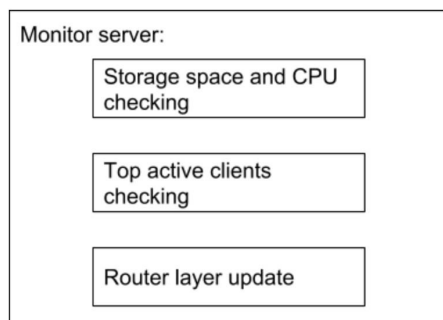 Monitor server:
Storage space and CPU
checking
Top active clients
checking
Router layer update